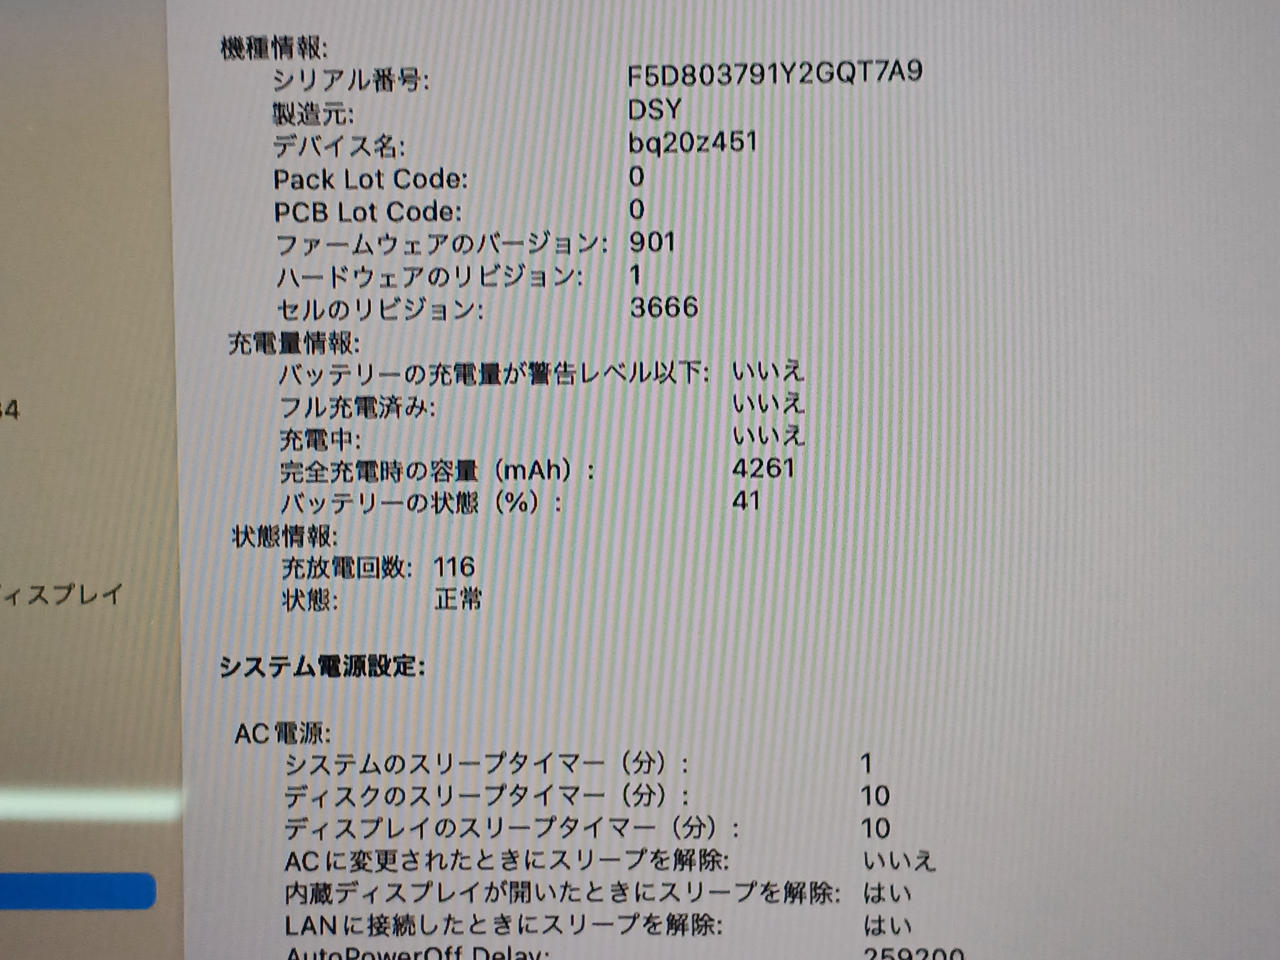 機種情報:
シリアル番号: F5D803791Y2GQT7A9
製造元: DSY
デバイス名: bq20z451
Pack Lot Code: 0
PCB Lot Code: 0
ファームウェアのバージョン: 901
ハードウェアのリビジョン: 1
セルのリビジョン: 3666
充電量情報:
バッテリーの充電量が警告レベル以下: いいえ
フル充電済み: いいえ
充電中: いいえ
完全充電時の容量（mAh）: 4261
バッテリーの状態（%）: 41
状態情報:
充放電回数: 116
状態: 正常
システム電源設定:
AC電源:
システムのスリープタイマー（分）: 1
ディスクのスリープタイマー（分）: 10
ディスプレイのスリープタイマー（分）: 10
ACに変更されたときにスリープを解除: いいえ
内蔵ディスプレイが開いたときにスリープを解除: はい
LANに接続したときにスリープを解除: はい
AutoPowerOff Delay: 259200
34
ディスプレイ